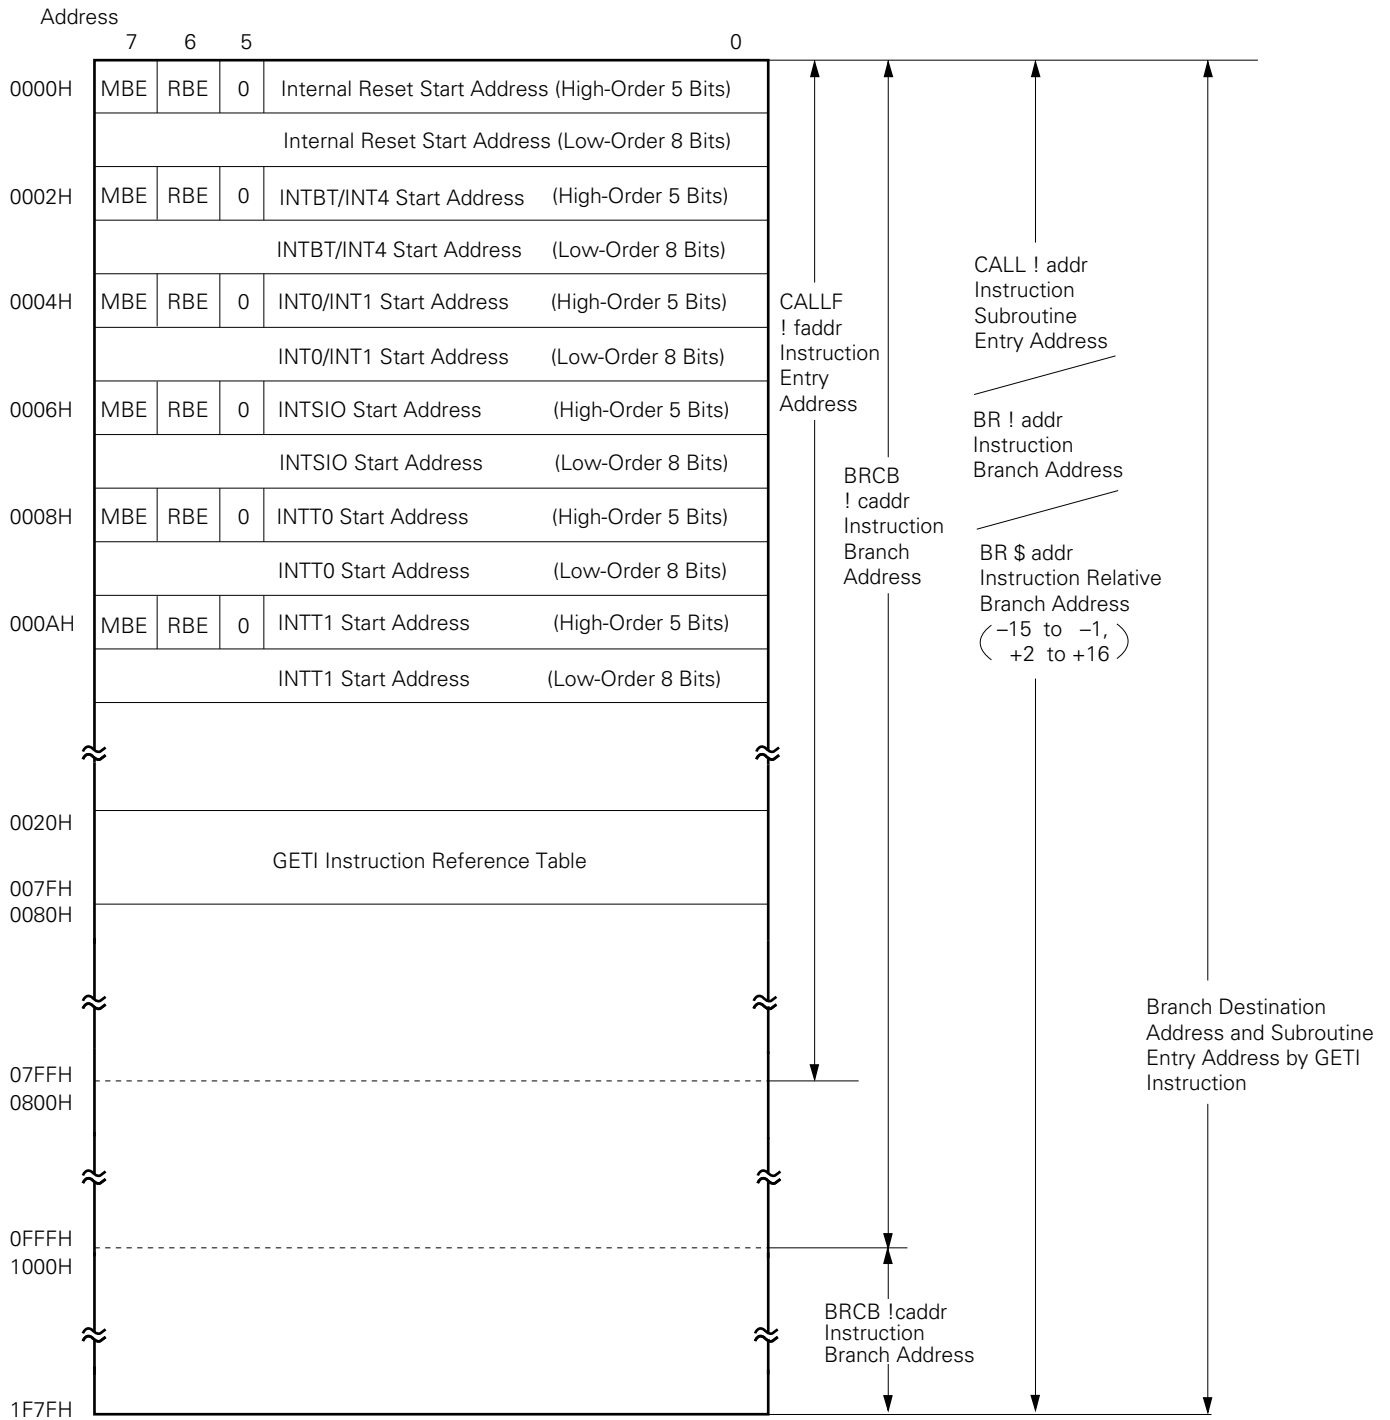 Address
7 6 5 0
0000H MBE RBE 0 Internal Reset Start Address (High-Order 5 Bits)
Internal Reset Start Address (Low-Order 8 Bits)
0002H MBE RBE 0 INTBT/INT4 Start Address (High-Order 5 Bits)
INTBT/INT4 Start Address (Low-Order 8 Bits)
0004H MBE RBE 0 INT0/INT1 Start Address (High-Order 5 Bits)
INT0/INT1 Start Address (Low-Order 8 Bits)
0006H MBE RBE 0 INTSIO Start Address (High-Order 5 Bits)
INTSIO Start Address (Low-Order 8 Bits)
0008H MBE RBE 0 INTT0 Start Address (High-Order 5 Bits)
INTT0 Start Address (Low-Order 8 Bits)
000AH MBE RBE 0 INTT1 Start Address (High-Order 5 Bits)
INTT1 Start Address (Low-Order 8 Bits)
0020H
GETI Instruction Reference Table
007FH
0080H
07FFH
0800H
0FFFH
1000H
1F7FH
CALLF
! faddr
Instruction
Entry
Address
BRCB
! caddr
Instruction
Branch
Address
CALL ! addr
Instruction
Subroutine
Entry Address
BR ! addr
Instruction
Branch Address
BR $ addr
Instruction Relative
Branch Address
(–15 to –1,
+2 to +16)
Branch Destination
Address and Subroutine
Entry Address by GETI
Instruction
BRCB !caddr
Instruction
Branch Address